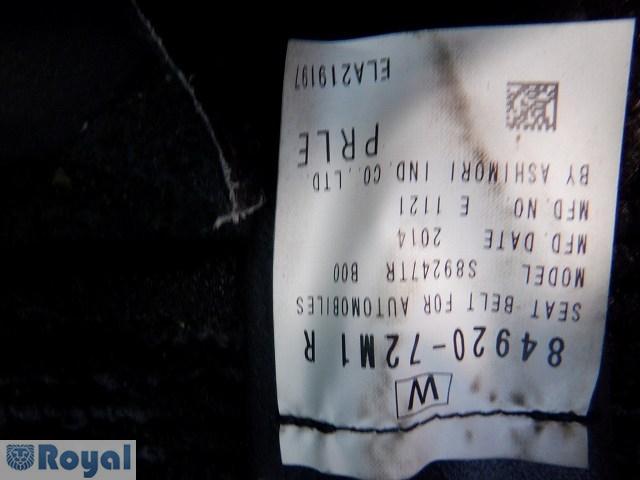 W
84920-72M1 R
SEAT BELT FOR AUTOMOBILES
MODEL S89247TR B00
MFD. DATE 2014
MFD. NO. E 1121
BY ASHIMORI IND. CO., LTD.
PRLE
ELA219197
Royal